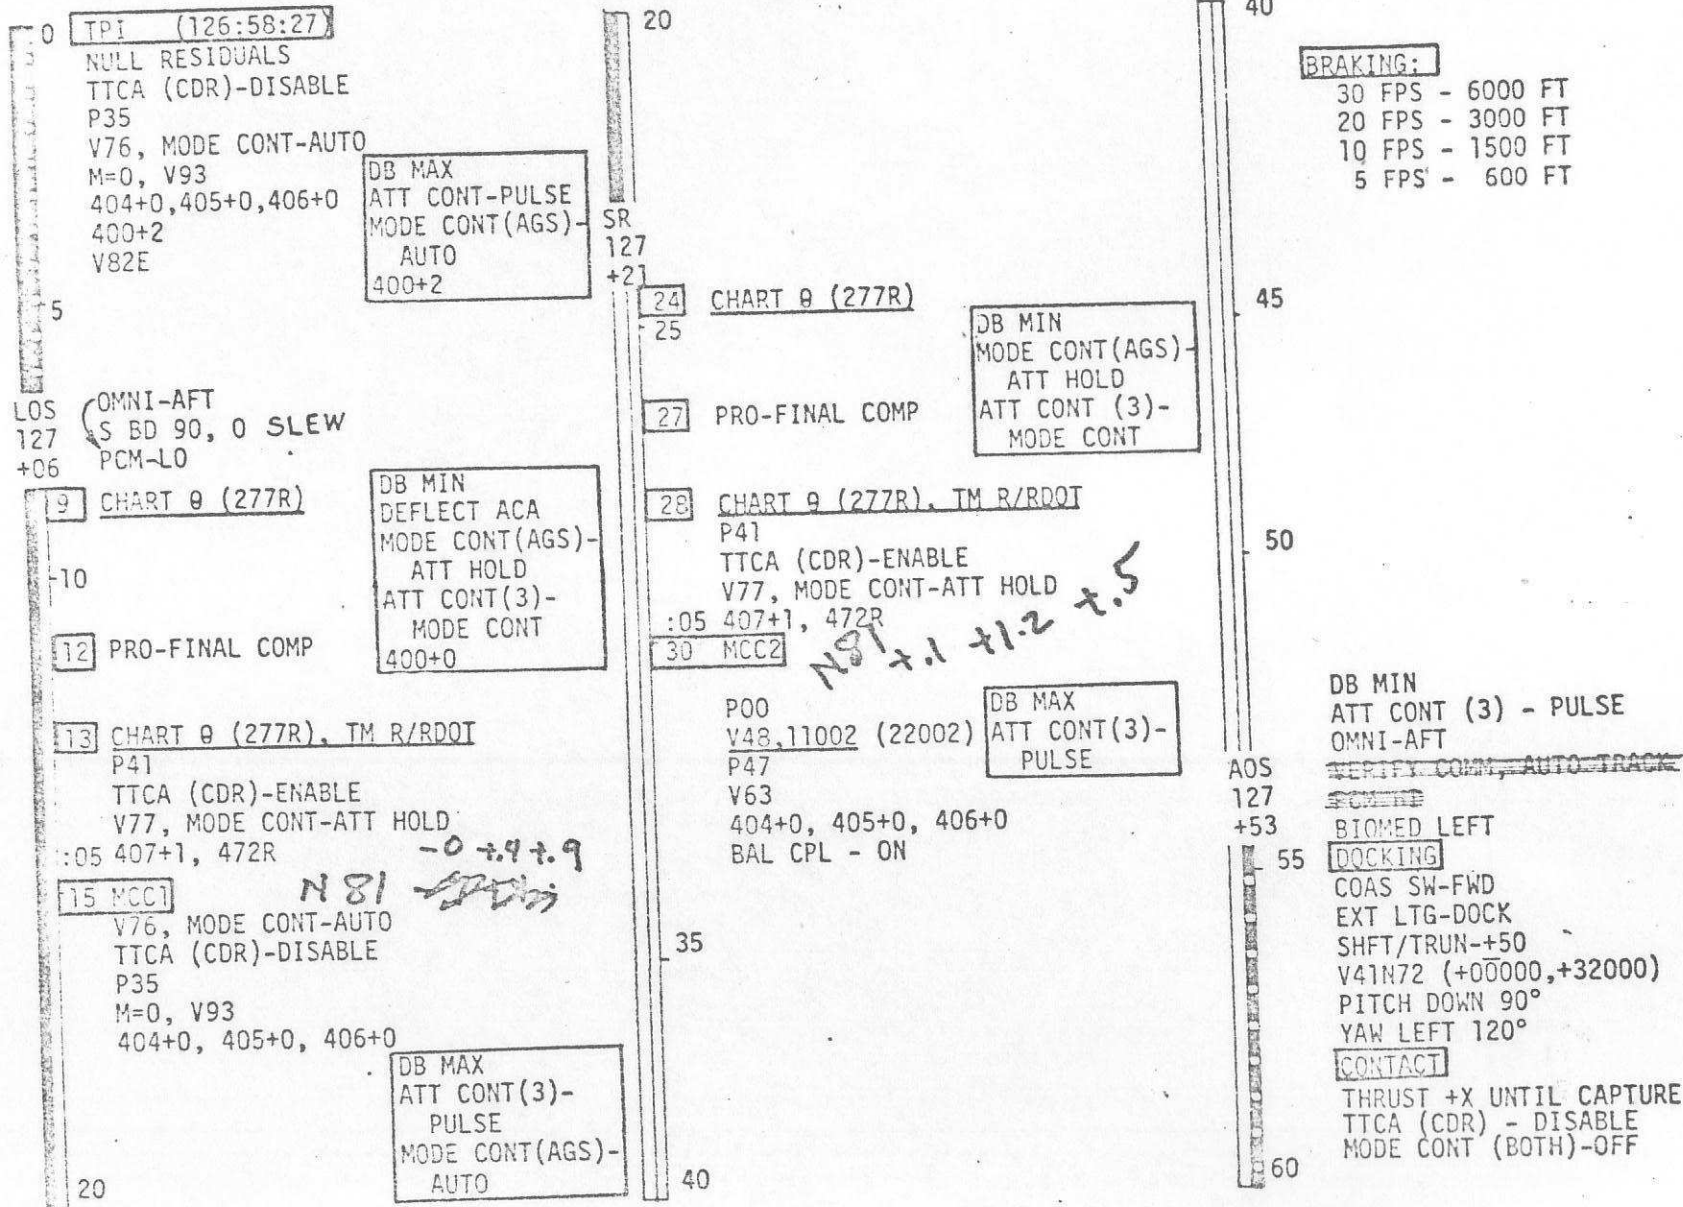 0 TPI (126:58:27)
NULL RESIDUALS
TTCA (CDR)-DISABLE
P35
V76, MODE CONT-AUTO
M=0, V93
404+0,405+0,406+0
400+2
V82E
DB MAX
ATT CONT-PULSE
MODE CONT(AGS)-
AUTO
400+2
5
LOS
127
+06
OMNI-AFT
S BD 90, 0 SLEW
PCM-LO
9 CHART θ (277R)
10
DB MIN
DEFLECT ACA
MODE CONT(AGS)-
ATT HOLD
ATT CONT(3)-
MODE CONT
400+0
12 PRO-FINAL COMP
13 CHART θ (277R), TM R/RDOT
P41
TTCA (CDR)-ENABLE
V77, MODE CONT-ATT HOLD
:05 407+1, 472R
-0 +.9 +.9
15 MCC1
N 81
V76, MODE CONT-AUTO
TTCA (CDR)-DISABLE
P35
M=0, V93
404+0, 405+0, 406+0
DB MAX
ATT CONT(3)-
PULSE
MODE CONT(AGS)-
AUTO
20
20
SR
127
+21
24 CHART θ (277R)
25
DB MIN
MODE CONT(AGS)-
ATT HOLD
ATT CONT (3)-
MODE CONT
27 PRO-FINAL COMP
28 CHART θ (277R), TM R/RDOT
P41
TTCA (CDR)-ENABLE
V77, MODE CONT-ATT HOLD
:05 407+1, 472R
30 MCC2
N81 +.1 +1.2 +.5
P00
V48,11002 (22002)
P47
V63
404+0, 405+0, 406+0
BAL CPL - ON
DB MAX
ATT CONT(3)-
PULSE
35
40
40
BRAKING:
30 FPS - 6000 FT
20 FPS - 3000 FT
10 FPS - 1500 FT
5 FPS - 600 FT
45
50
DB MIN
ATT CONT (3) - PULSE
OMNI-AFT
AOS
127
+53
VERIFY COMM, AUTO TRACK
BIOMED LEFT
55 DOCKING
COAS SW-FWD
EXT LTG-DOCK
SHFT/TRUN-+50
V41N72 (+00000,+32000)
PITCH DOWN 90°
YAW LEFT 120°
CONTACT
THRUST +X UNTIL CAPTURE
TTCA (CDR) - DISABLE
MODE CONT (BOTH)-OFF
60